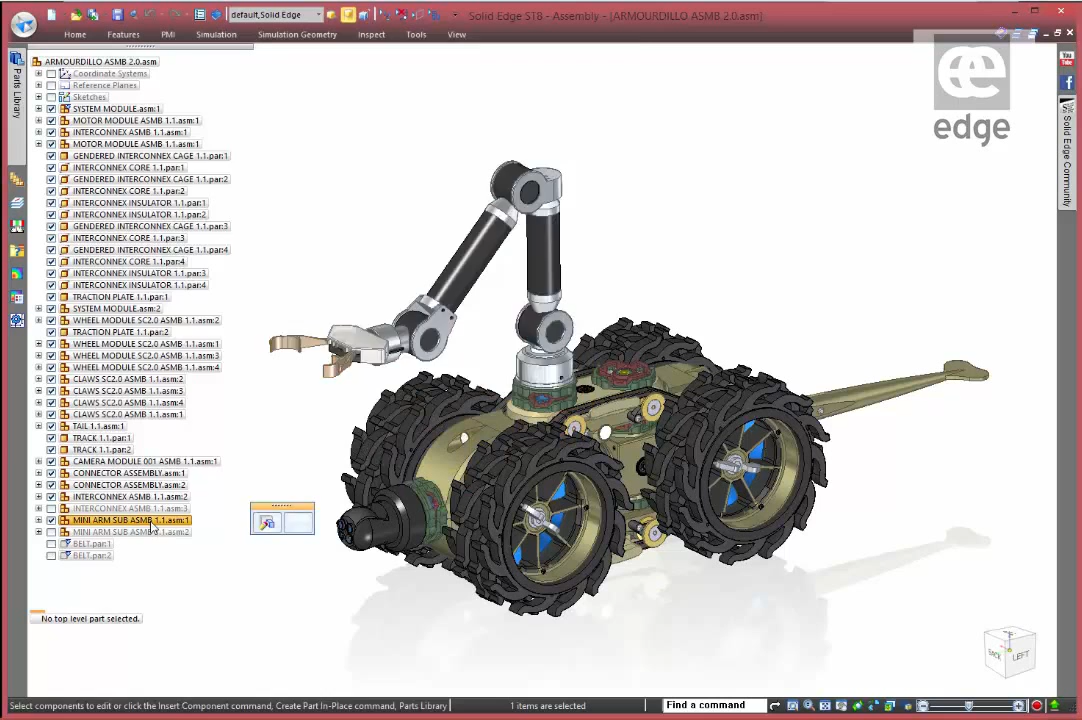 default,Solid Edge
Solid Edge ST8 - Assembly - [ARMOURDILLO ASMB 2.0.asm]
Home Features PMI Simulation Simulation Geometry Inspect Tools View
Parts Library
ARMOURDILLO ASMB 2.0.asm
Coordinate Systems
Reference Planes
Sketches
SYSTEM MODULE.asm:1
MOTOR MODULE ASMB 1.1.asm:1
INTERCONNEX ASMB 1.1.asm:1
MOTOR MODULE ASMB 1.1.asm:1
GENDERED INTERCONNEX CAGE 1.1.par:1
INTERCONNEX CORE 1.1.par:1
GENDERED INTERCONNEX CAGE 1.1.par:2
INTERCONNEX CORE 1.1.par:2
INTERCONNEX INSULATOR 1.1.par:1
INTERCONNEX INSULATOR 1.1.par:2
GENDERED INTERCONNEX CAGE 1.1.par:3
INTERCONNEX CORE 1.1.par:3
GENDERED INTERCONNEX CAGE 1.1.par:4
INTERCONNEX CORE 1.1.par:4
INTERCONNEX INSULATOR 1.1.par:3
INTERCONNEX INSULATOR 1.1.par:4
TRACTION PLATE 1.1.par:1
SYSTEM MODULE.asm:2
WHEEL MODULE SC2.0 ASMB 1.1.asm:2
TRACTION PLATE 1.1.par:2
WHEEL MODULE SC2.0 ASMB 1.1.asm:1
WHEEL MODULE SC2.0 ASMB 1.1.asm:3
WHEEL MODULE SC2.0 ASMB 1.1.asm:4
CLAWS SC2.0 ASMB 1.1.asm:2
CLAWS SC2.0 ASMB 1.1.asm:3
CLAWS SC2.0 ASMB 1.1.asm:4
CLAWS SC2.0 ASMB 1.1.asm:1
TAIL 1.1.asm:1
TRACK 1.1.par:1
TRACK 1.1.par:2
CAMERA MODULE 001 ASMB 1.1.asm:1
CONNECTOR ASSEMBLY.asm:1
CONNECTOR ASSEMBLY.asm:2
INTERCONNEX ASMB 1.1.asm:2
INTERCONNEX ASMB 1.1.asm:3
MINI ARM SUB ASMB 1.1.asm:1
MINI ARM SUB ASMB 1.1.asm:2
BELT.par:1
BELT.par:2
No top level part selected.
edge
You Tube
Solid Edge Community
BACK LEFT
Select components to edit or click the Insert Component command, Create Part In-Place command, Parts Library
1 items are selected
Find a command